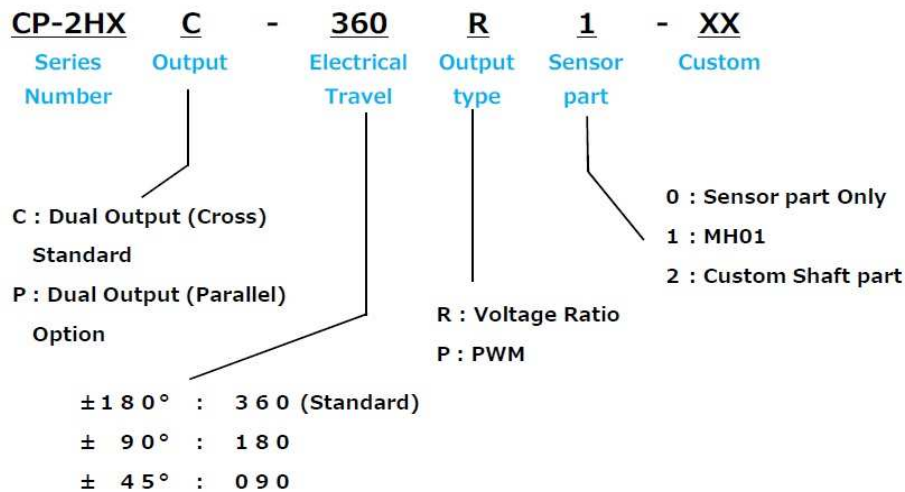 CP-2HX C - 360 R 1 - XX
Series Output Electrical Output Sensor Custom
Number Travel type part
C : Dual Output (Cross)
Standard
P : Dual Output (Parallel)
Option
0 : Sensor part Only
1 : MH01
2 : Custom Shaft part
R : Voltage Ratio
P : PWM
±180° : 360 (Standard)
± 90° : 180
± 45° : 090